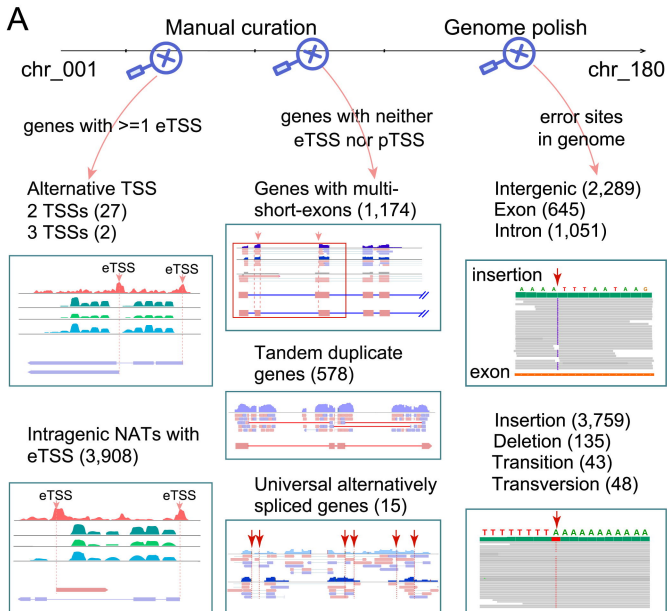 A
Manual curation
Genome polish
chr_001
chr_180
genes with >=1 eTSS
genes with neither
eTSS nor pTSS
error sites
in genome
Alternative TSS
2 TSSs (27)
3 TSSs (2)
eTSS
eTSS
Intragenic NATs with
eTSS (3,908)
eTSS
eTSS
Genes with multi-
short-exons (1,174)
Tandem duplicate
genes (578)
Universal alternatively
spliced genes (15)
Intergenic (2,289)
Exon (645)
Intron (1,051)
insertion
A A A A T T T A A T A A G
exon
Insertion (3,759)
Deletion (135)
Transition (43)
Transversion (48)
T T T T T T T T A A A A A A A A A A A